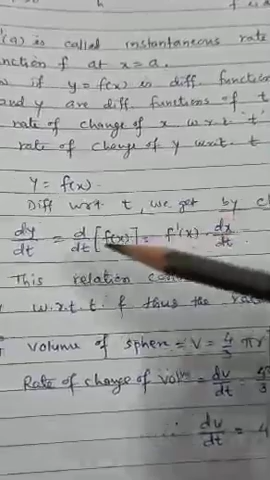 f'(a) is called instantaneous rate
function f at x = a.
if y = f(x) is diff. function
and y are diff functions of t
rate of change of x w.r.t 't'
rate of change of y w.r.t t
y = f(x).
Diff w.r.t t, we get by
dy/dt = d/dt [f(x)] = f'(x) · dx/dt
This relation
w.r.t. t. & thus the
volume of sphere = V = 4/3 πr
Rate of change of volm = dv/dt =
∴ dv/dt = 4